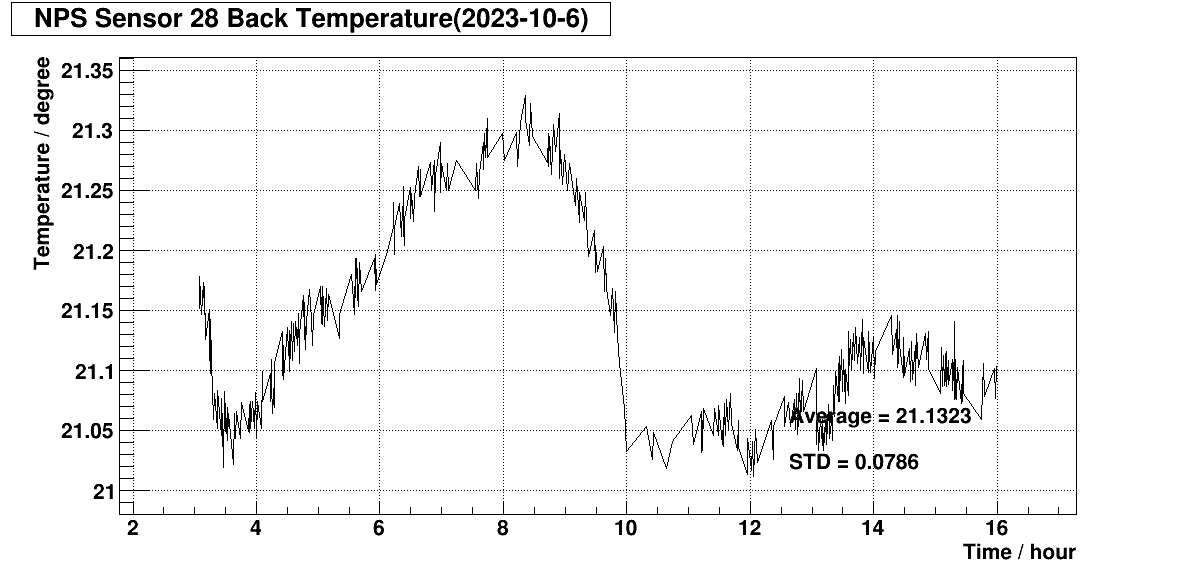 NPS Sensor 28 Back Temperature(2023-10-6)
Temperature / degree
21.35
21.3
21.25
21.2
21.15
21.1
21.05
21
Average = 21.1323
STD = 0.0786
2 4 6 8 10 12 14 16
Time / hour